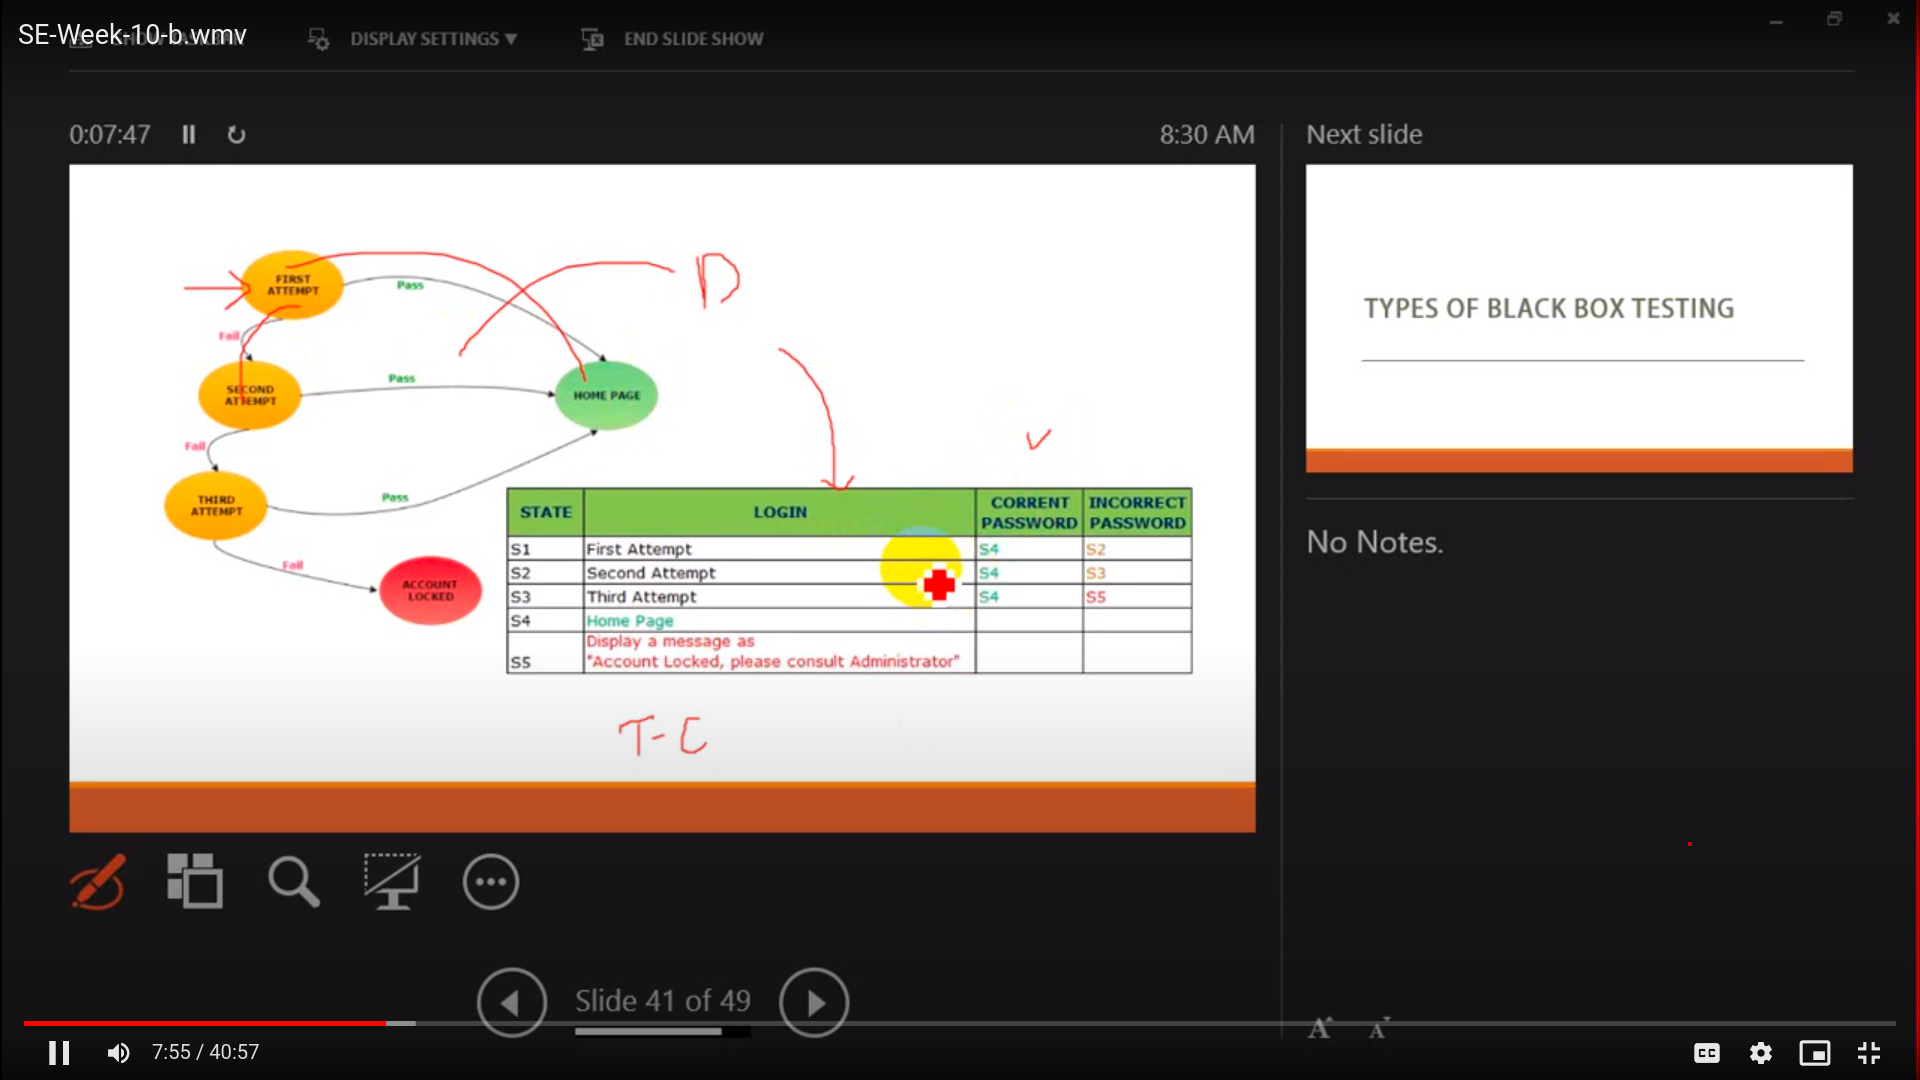 SE-Week-10-b.wmv
DISPLAY SETTINGS ▼
END SLIDE SHOW
0:07:47
8:30 AM
Next slide
FIRST
ATTEMPT
Pass
D
Fail
SECOND
ATTEMPT
Pass
HOME PAGE
Fail
THIRD
ATTEMPT
Pass
Fail
ACCOUNT
LOCKED
STATE LOGIN CORRENT PASSWORD INCORRECT PASSWORD
S1 First Attempt S4 S2
S2 Second Attempt S4 S3
S3 Third Attempt S4 S5
S4 Home Page
S5 Display a message as
"Account Locked, please consult Administrator"
T-C
TYPES OF BLACK BOX TESTING
No Notes.
Slide 41 of 49
A A
7:55 / 40:57
CC